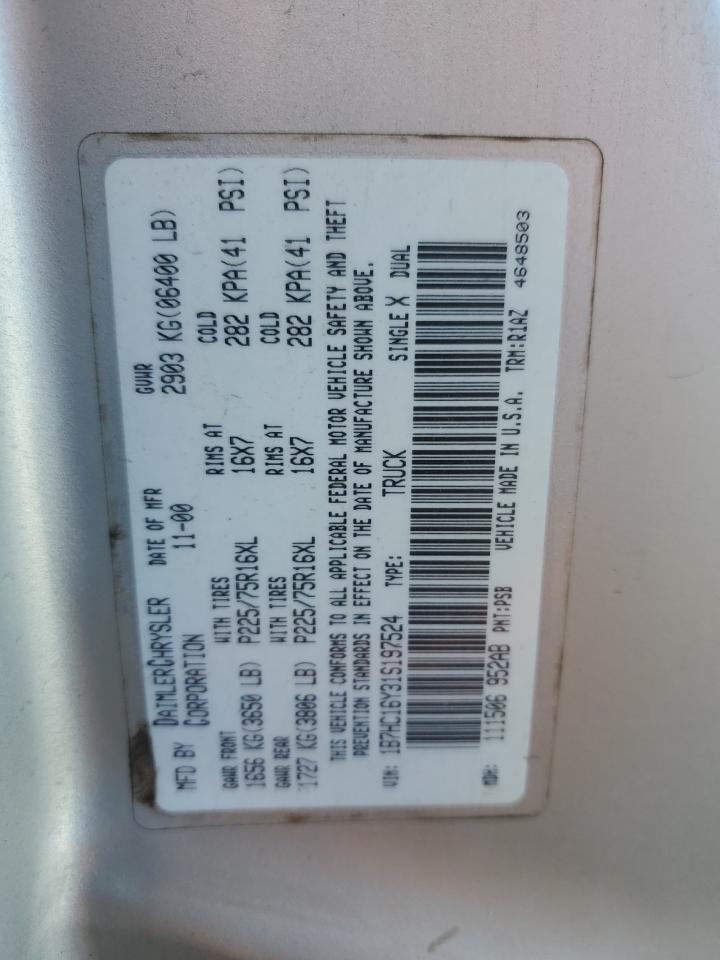 MFD BY DAIMLERCHRYSLER CORPORATION
DATE OF MFR 11-00
GVWR 2903 KG(06400 LB)
GAWR FRONT WITH TIRES RIMS AT COLD
1656 KG(3650 LB) P225/75R16XL 16X7 282 KPA(41 PSI)
GAWR REAR WITH TIRES RIMS AT COLD
1727 KG(3806 LB) P225/75R16XL 16X7 282 KPA(41 PSI)
THIS VEHICLE CONFORMS TO ALL APPLICABLE FEDERAL MOTOR VEHICLE SAFETY AND THEFT
PREVENTION STANDARDS IN EFFECT ON THE DATE OF MANUFACTURE SHOWN ABOVE.
VIN: 1B7HC16Y31S197524 TYPE: TRUCK SINGLE X DUAL
MDH: 111506 952AB PNT:PSB VEHICLE MADE IN U.S.A. TRM:R1AZ 4648503